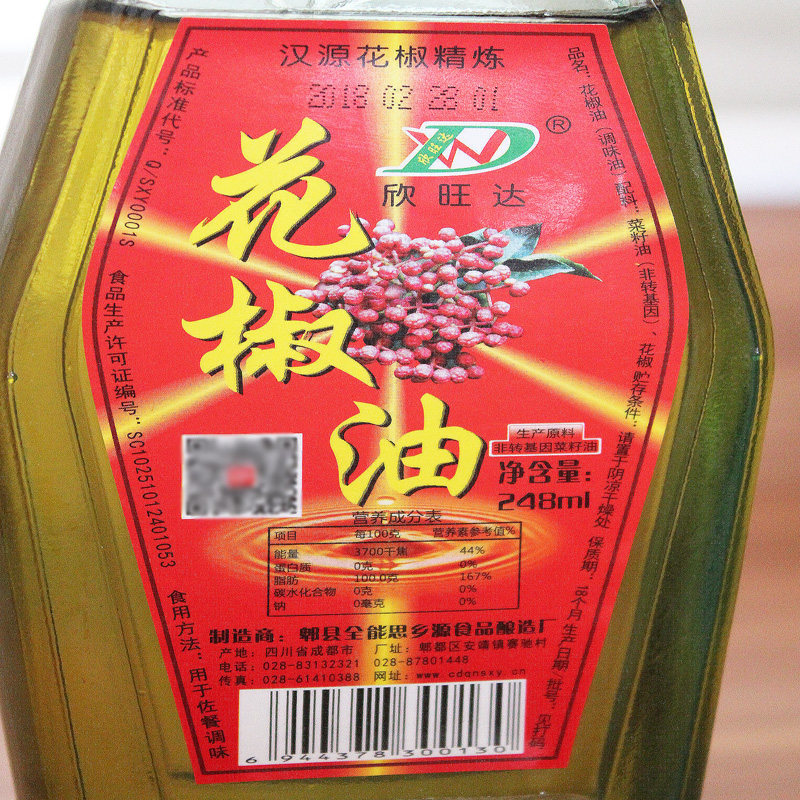 汉源花椒精炼
2018 02 28 01
欣旺达
®
欣旺达
花椒油
产品标准代号：Q/SXY0001S
食品生产许可证编号：SC10251012401053
食用方法：用于佐餐调味
品名：花椒油（调味油）配料：菜籽油（非转基因）、花椒 贮存条件：请置于阴凉干燥处 保质期：18个月 生产日期 批号：见打码
生产原料
非转基因菜籽油
净含量：
248ml
营养成分表
项目 每100克 营养素参考值%
能量 3700千焦 44%
蛋白质 0克 0%
脂肪 100.0克 167%
碳水化合物 0克 0%
钠 0毫克 0%
制造商：郫县全能思乡源食品酿造厂
产地：四川省成都市 厂址：郫都区安靖镇赛驰村
电话：028-83132321 028-87801448
传真：028-61410388 网址：www.cdqnsxy.cn
6 944378 300130